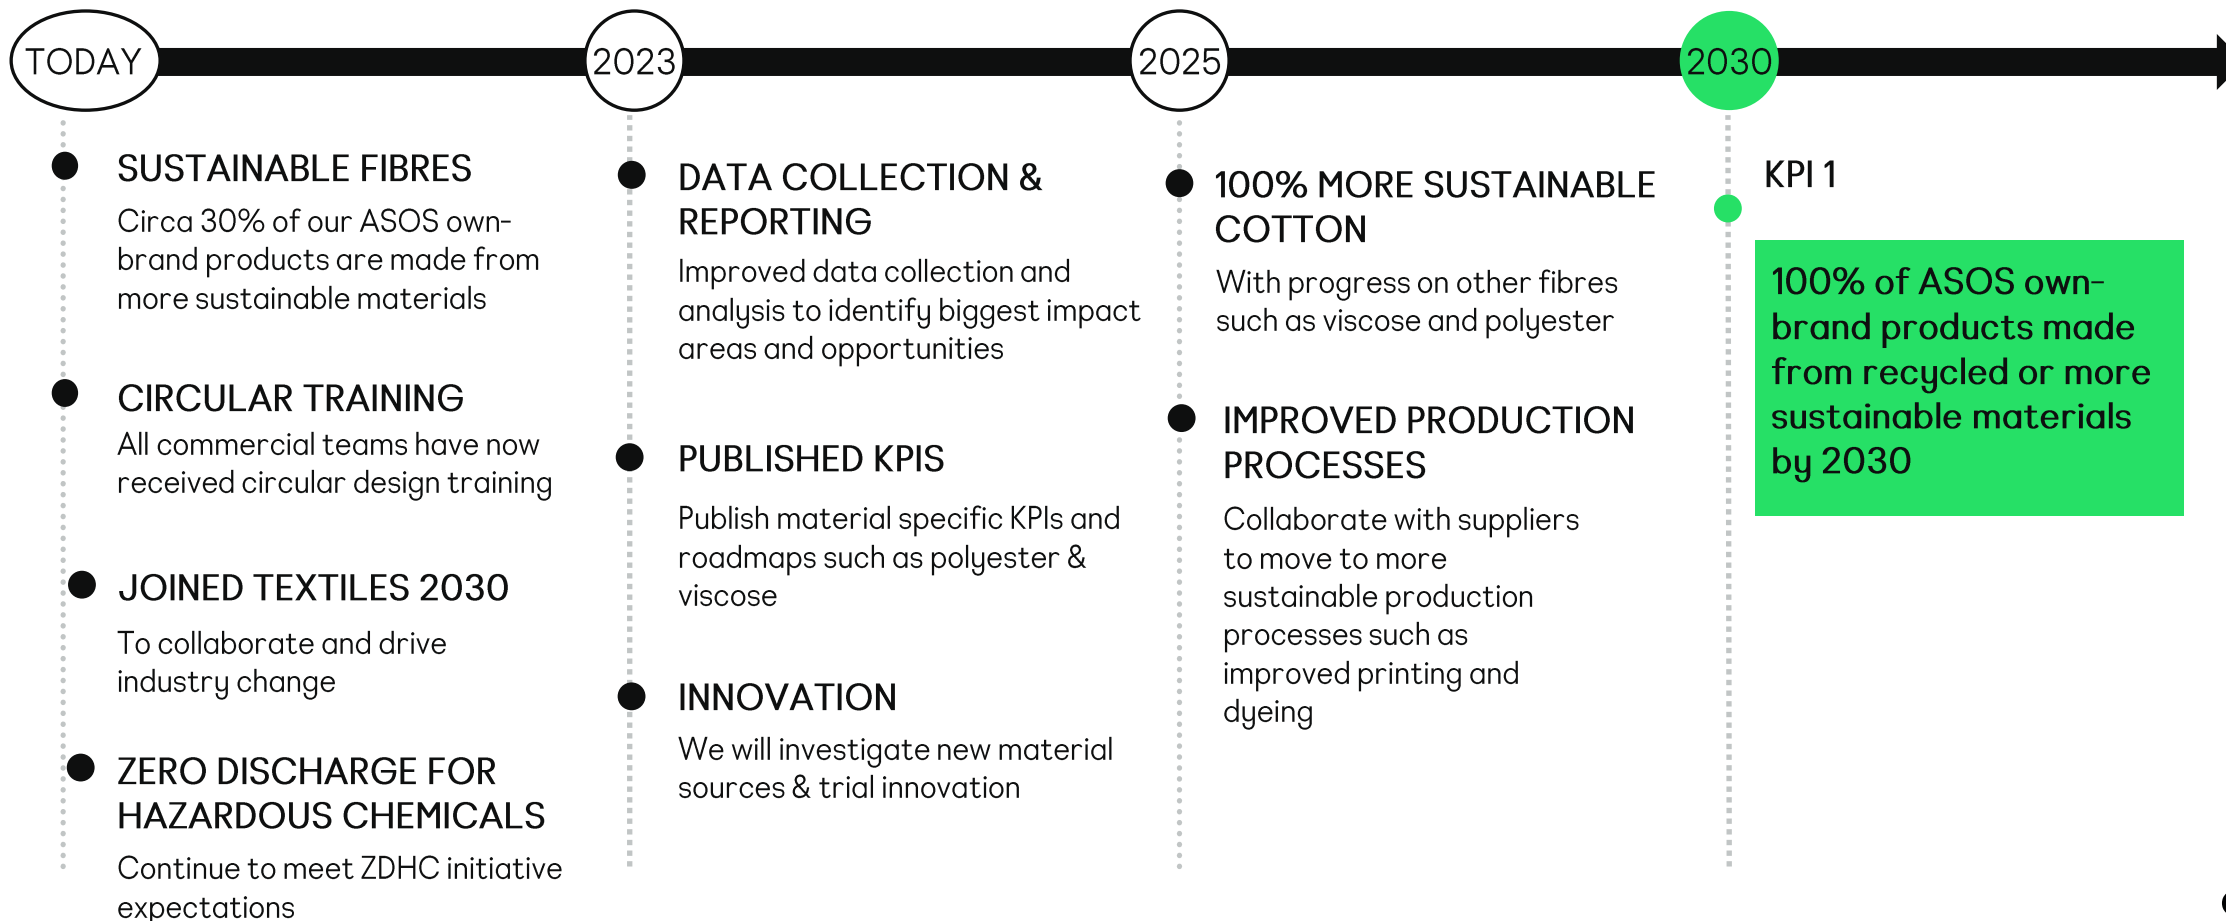 TODAY
2023
2025
2030
SUSTAINABLE FIBRES
Circa 30% of our ASOS own-
brand products are made from
more sustainable materials
CIRCULAR TRAINING
All commercial teams have now
received circular design training
JOINED TEXTILES 2030
To collaborate and drive
industry change
ZERO DISCHARGE FOR
HAZARDOUS CHEMICALS
Continue to meet ZDHC initiative
expectations
DATA COLLECTION &
REPORTING
Improved data collection and
analysis to identify biggest impact
areas and opportunities
PUBLISHED KPIS
Publish material specific KPIs and
roadmaps such as polyester &
viscose
INNOVATION
We will investigate new material
sources & trial innovation
100% MORE SUSTAINABLE
COTTON
With progress on other fibres
such as viscose and polyester
IMPROVED PRODUCTION
PROCESSES
Collaborate with suppliers
to move to more
sustainable production
processes such as
improved printing and
dyeing
KPI 1
100% of ASOS own-
brand products made
from recycled or more
sustainable materials
by 2030